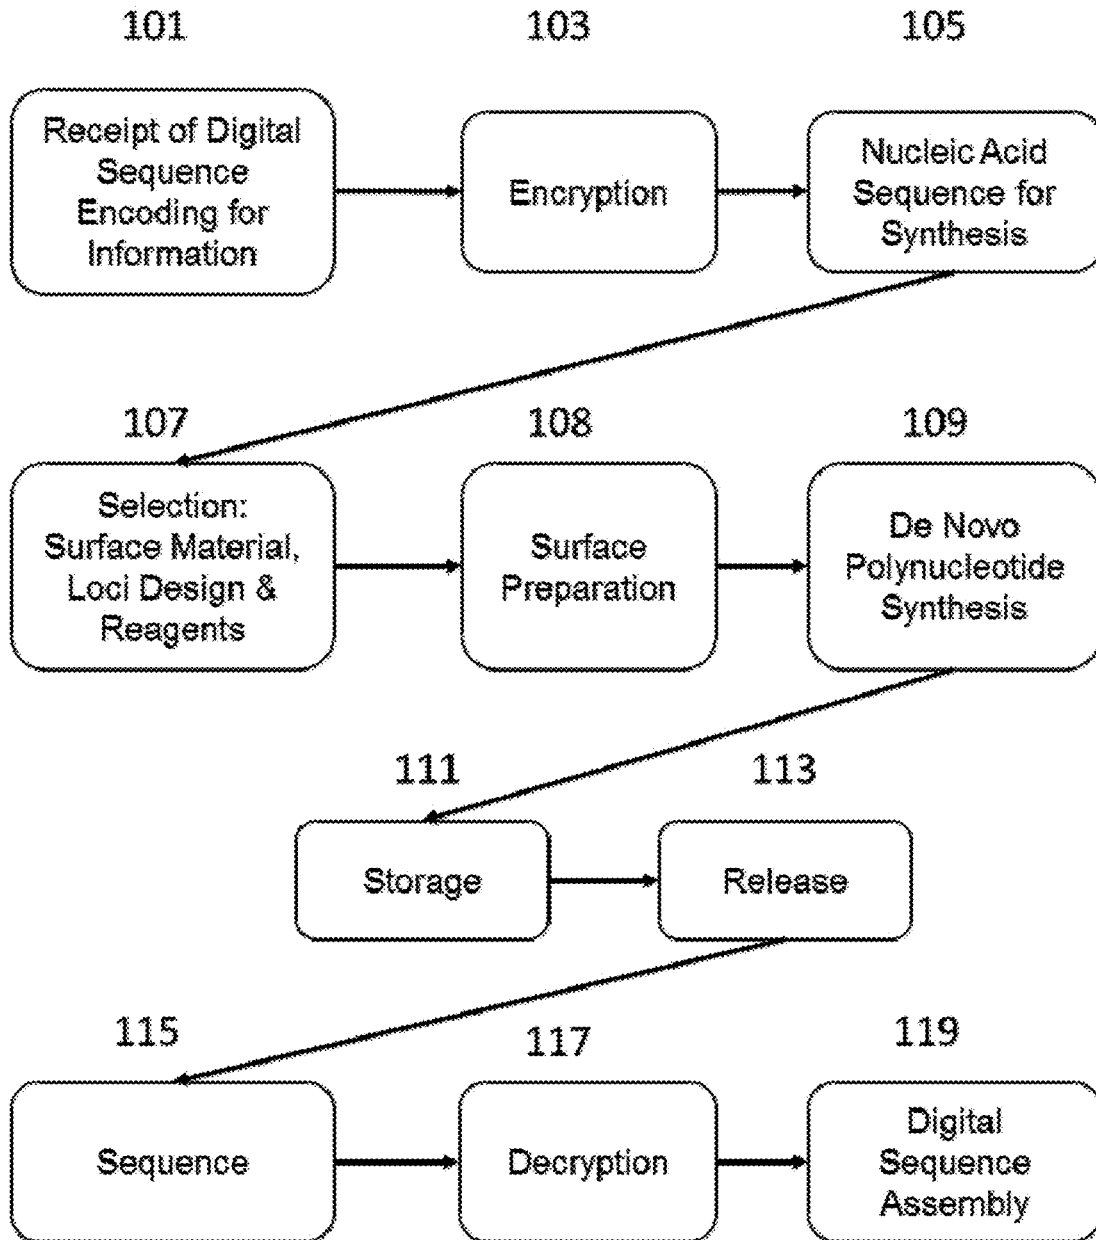 101
103
105
Receipt of Digital
Sequence
Encoding for
Information
Encryption
Nucleic Acid
Sequence for
Synthesis
107
108
109
Selection:
Surface Material,
Loci Design &
Reagents
Surface
Preparation
De Novo
Polynucleotide
Synthesis
111
113
Storage
Release
115
117
119
Sequence
Decryption
Digital
Sequence
Assembly